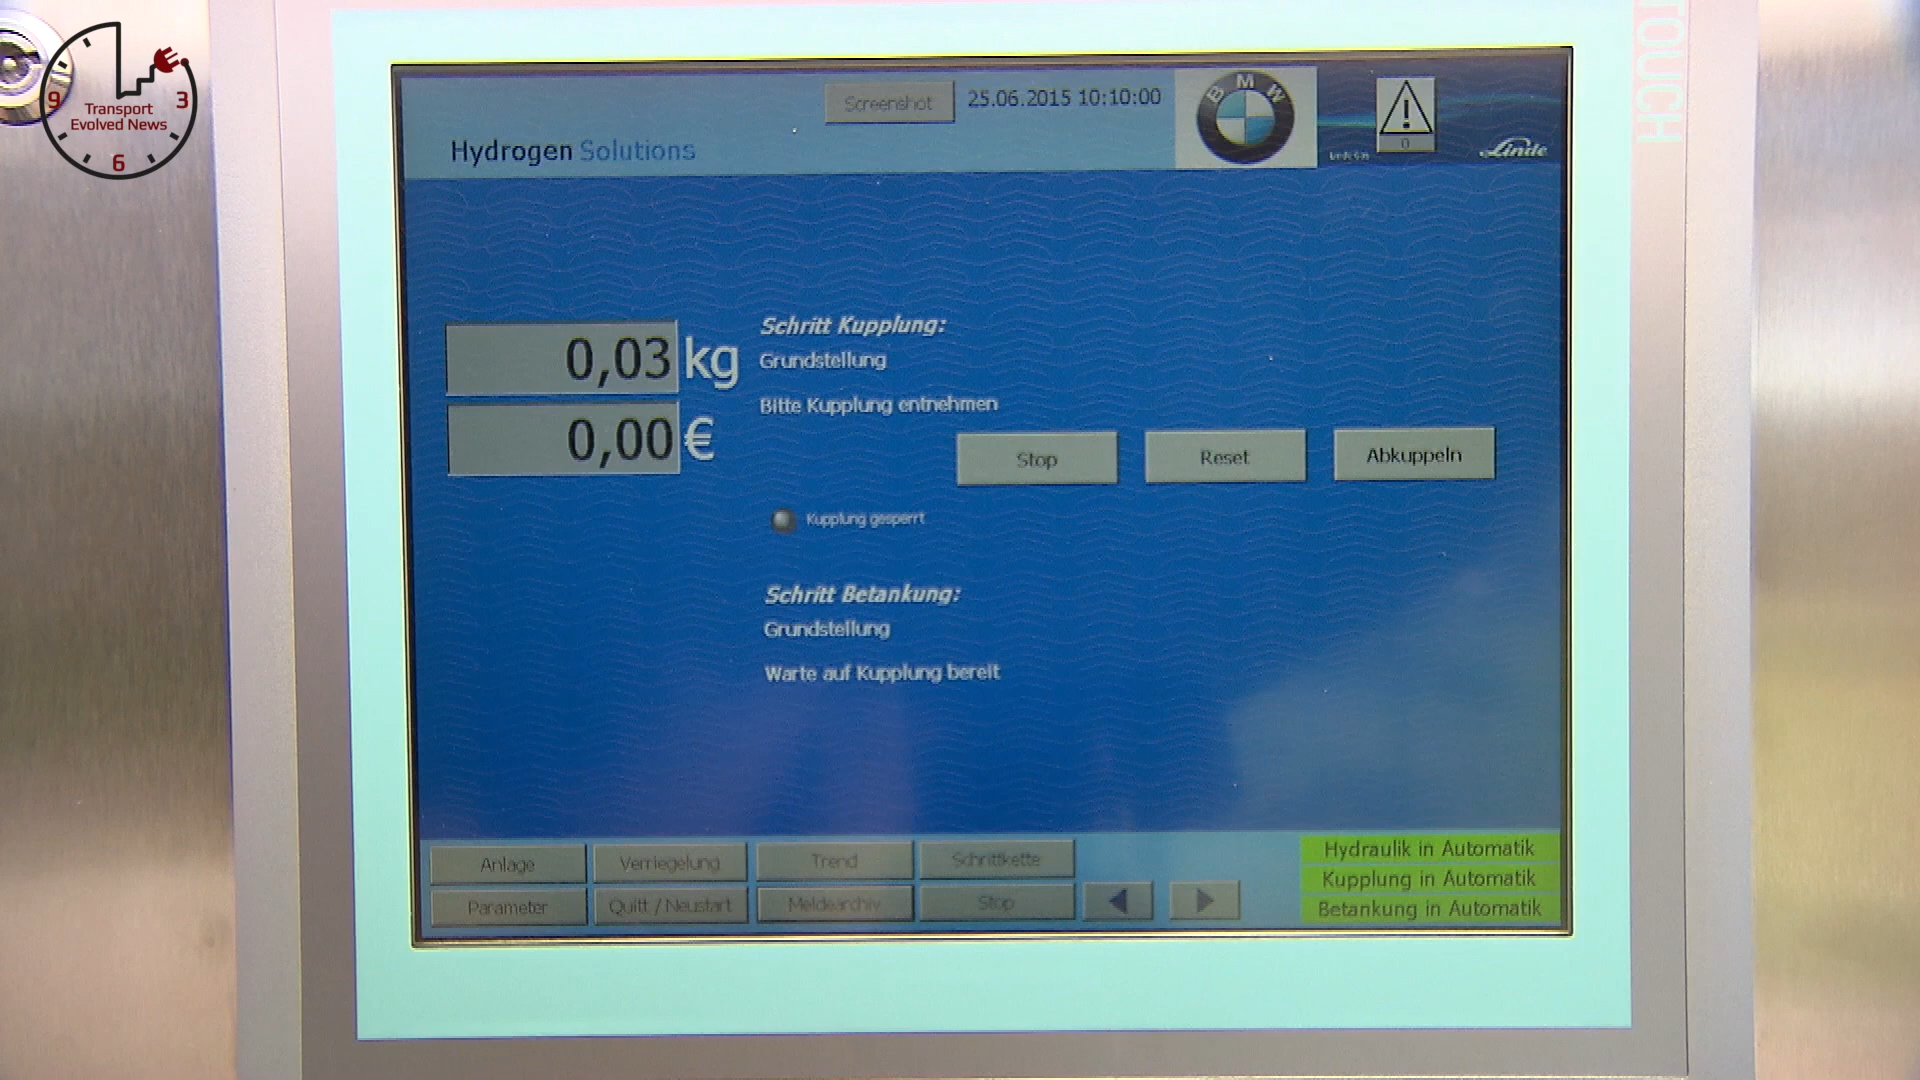 Transport
Evolved News
9
3
6
TOUCH
Screenshot
25.06.2015 10:10:00
BMW
Linde
0
Hydrogen Solutions
0,03 kg
0,00 €
Schritt Kupplung:
Grundstellung
Bitte Kupplung entnehmen
Stop
Reset
Abkuppeln
Kupplung gesperrt
Schritt Betankung:
Grundstellung
Warte auf Kupplung bereit
Anlage
Verriegelung
Trend
Schrittkette
Parameter
Quitt / Neustart
Meldearchiv
Stop
Hydraulik in Automatik
Kupplung in Automatik
Betankung in Automatik